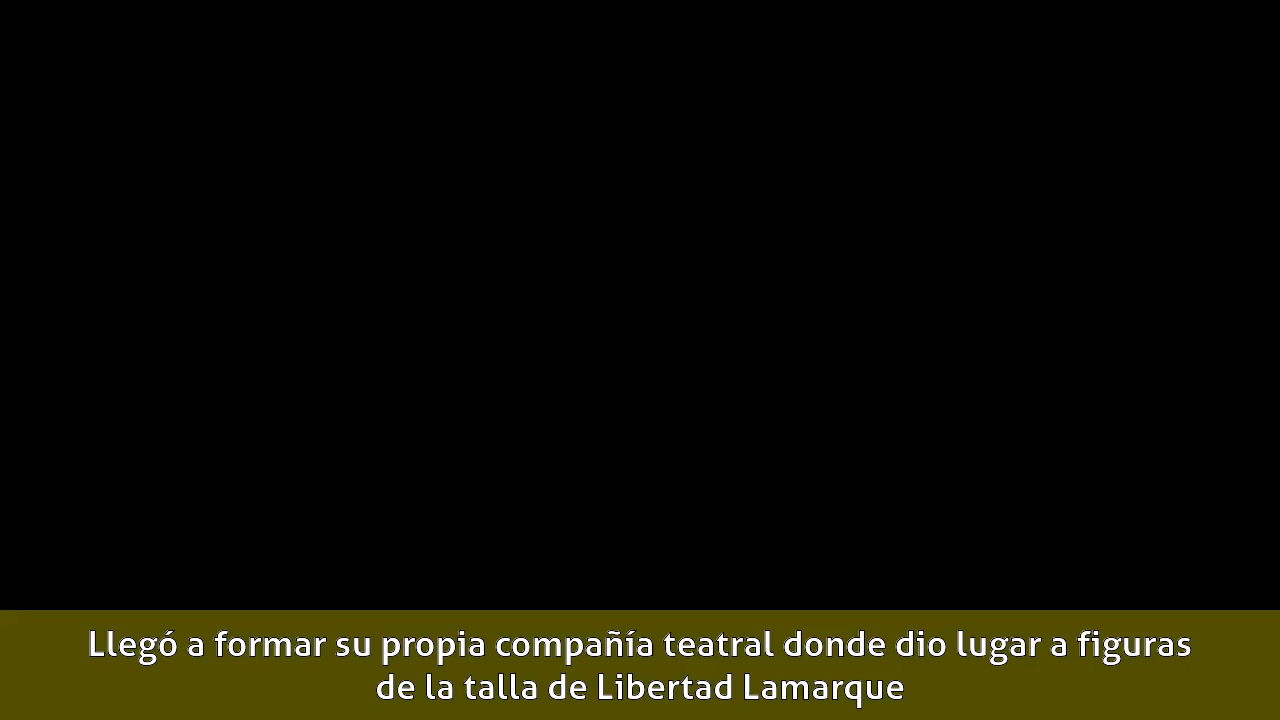 Llegó a formar su propia compañía teatral donde dio lugar a figuras
de la talla de Libertad Lamarque